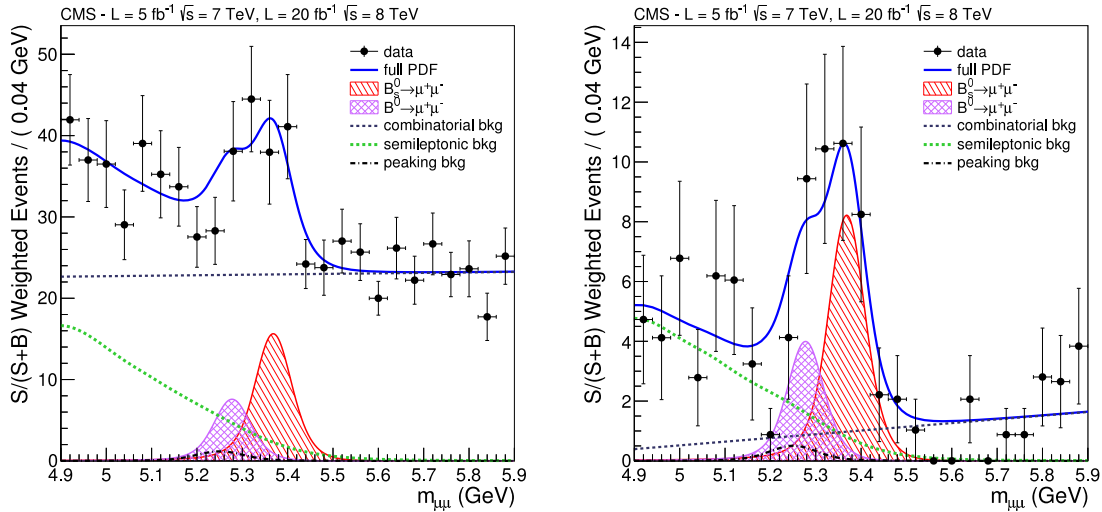 CMS - L = 5 fb⁻¹ √s = 7 TeV, L = 20 fb⁻¹ √s = 8 TeV
S/(S+B) Weighted Events / ( 0.04 GeV)
50
40
30
20
10
0
data
full PDF
B⁰ₛ→μ⁺μ⁻
B⁰→μ⁺μ⁻
combinatorial bkg
semileptonic bkg
peaking bkg
4.9 5 5.1 5.2 5.3 5.4 5.5 5.6 5.7 5.8 5.9
m_μμ (GeV)
CMS - L = 5 fb⁻¹ √s = 7 TeV, L = 20 fb⁻¹ √s = 8 TeV
S/(S+B) Weighted Events / ( 0.04 GeV)
14
12
10
8
6
4
2
0
data
full PDF
B⁰ₛ→μ⁺μ⁻
B⁰→μ⁺μ⁻
combinatorial bkg
semileptonic bkg
peaking bkg
4.9 5 5.1 5.2 5.3 5.4 5.5 5.6 5.7 5.8 5.9
m_μμ (GeV)